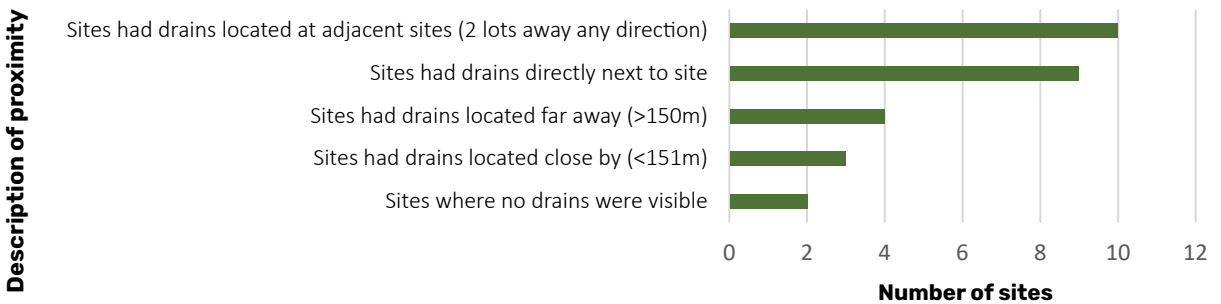 Description of proximity
Sites had drains located at adjacent sites (2 lots away any direction)
Sites had drains directly next to site
Sites had drains located far away (>150m)
Sites had drains located close by (<151m)
Sites where no drains were visible
0 2 4 6 8 10 12
Number of sites